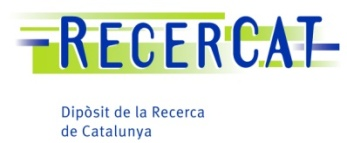 RECERCAT
Dipòsit de la Recerca
de Catalunya